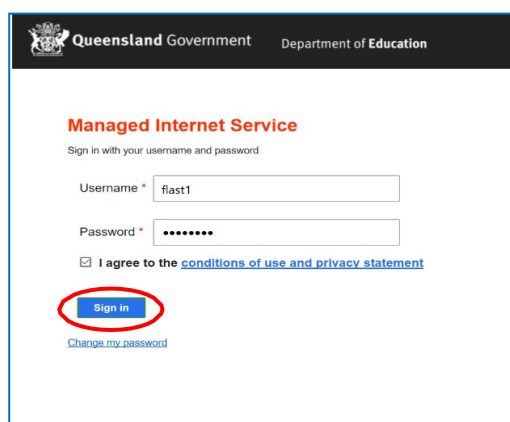 Queensland Government Department of Education
Managed Internet Service
Sign in with your username and password
Username * flast1
Password * ••••••••
I agree to the conditions of use and privacy statement
Sign in
Change my password